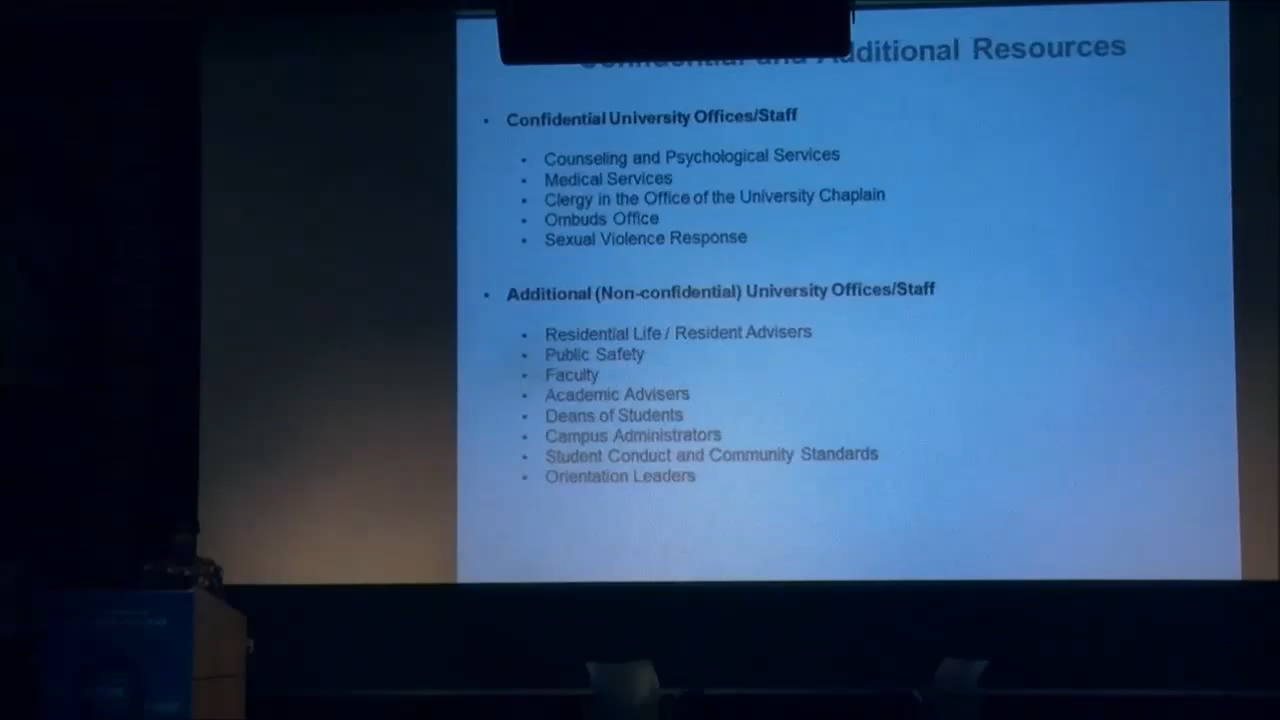 Confidential and Additional Resources
• Confidential University Offices/Staff
• Counseling and Psychological Services
• Medical Services
• Clergy in the Office of the University Chaplain
• Ombuds Office
• Sexual Violence Response
• Additional (Non-confidential) University Offices/Staff
• Residential Life / Resident Advisers
• Public Safety
• Faculty
• Academic Advisers
• Deans of Students
• Campus Administrators
• Student Conduct and Community Standards
• Orientation Leaders